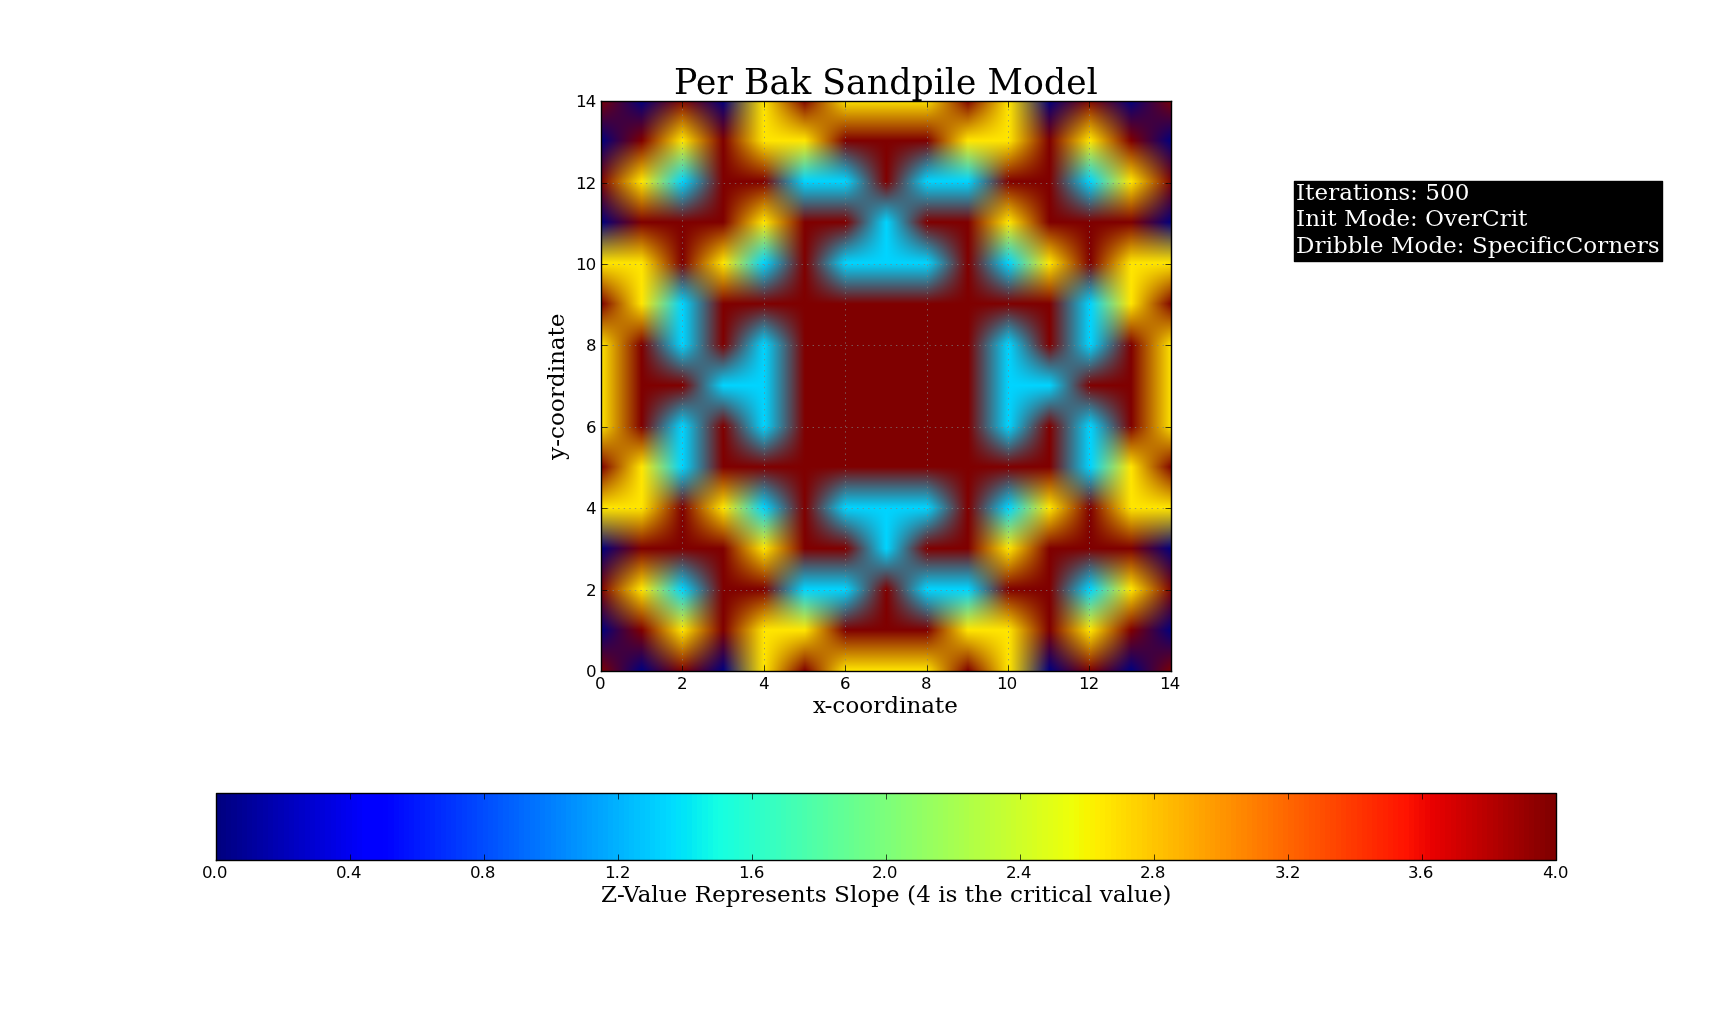 Per Bak Sandpile Model
14
12
10
8
6
4
2
0
y-coordinate
0 2 4 6 8 10 12 14
x-coordinate
Iterations: 500
Init Mode: OverCrit
Dribble Mode: SpecificCorners
0.0 0.4 0.8 1.2 1.6 2.0 2.4 2.8 3.2 3.6 4.0
Z-Value Represents Slope (4 is the critical value)